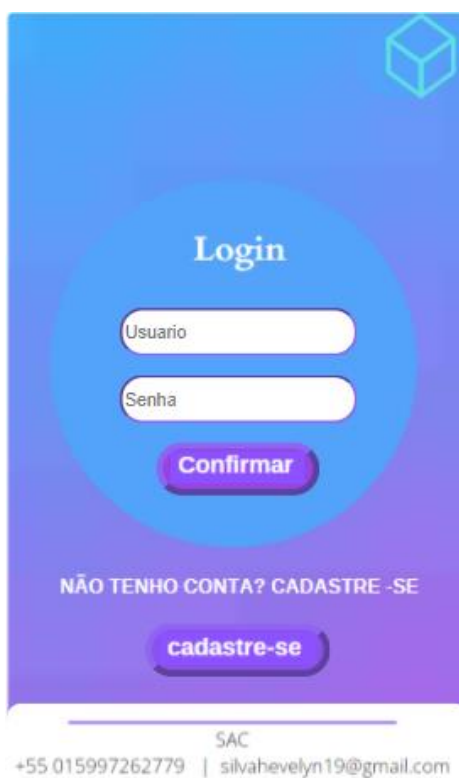 Login
Usuario
Senha
Confirmar
NÃO TENHO CONTA? CADASTRE -SE
cadastre-se
SAC
+55 015997262779 | silvahevelyn19@gmail.com